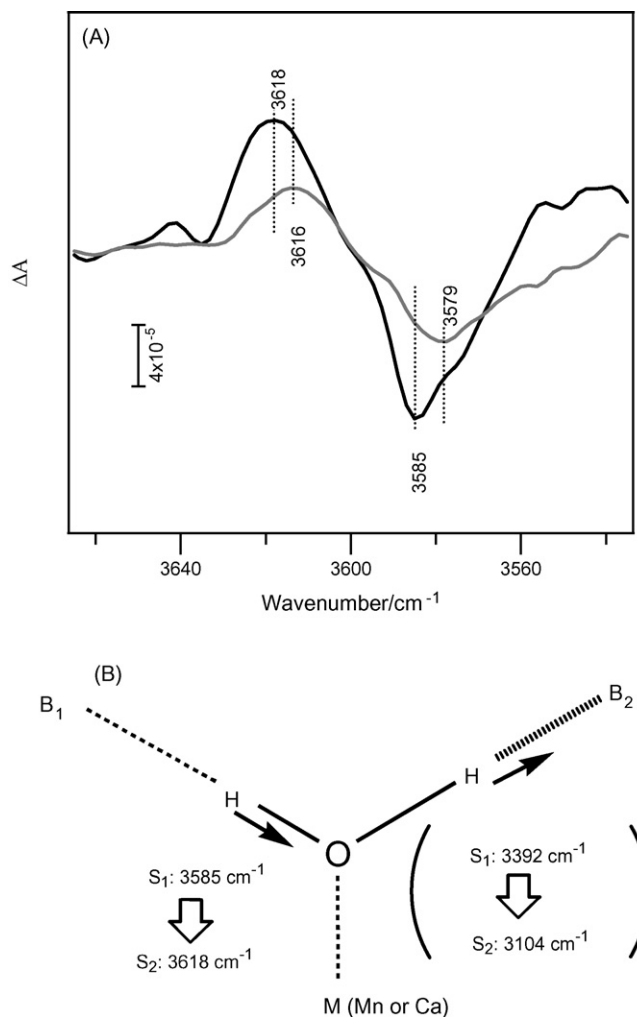 (A)
3618
3616
3579
3585
ΔA
4x10⁻⁵
3640 3600 3560
Wavenumber/cm⁻¹
(B)
B₁
B₂
H
H
O
S₁: 3585 cm⁻¹
S₂: 3618 cm⁻¹
S₁: 3392 cm⁻¹
S₂: 3104 cm⁻¹
M (Mn or Ca)